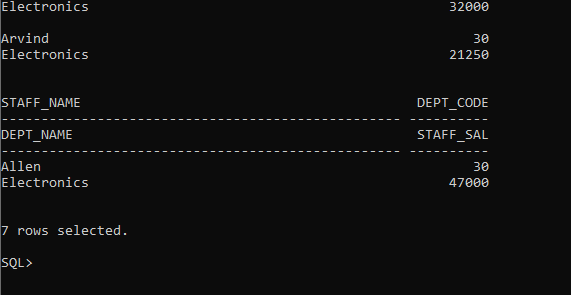 Electronics 32000
Arvind 30
Electronics 21250
STAFF_NAME DEPT_CODE
-------------------------------------------------- ----------
DEPT_NAME STAFF_SAL
-------------------------------------------------- ----------
Allen 30
Electronics 47000
7 rows selected.
SQL>